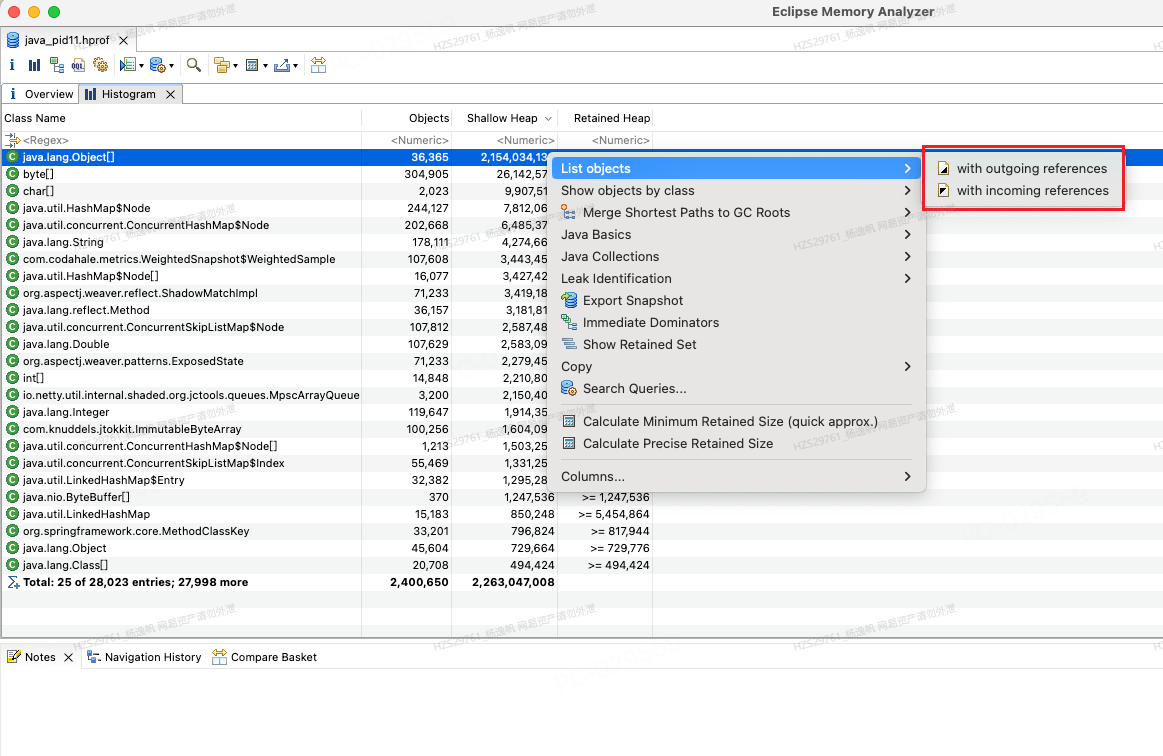 Eclipse Memory Analyzer
java_pid11.hprof
Overview Histogram
Class Name Objects Shallow Heap Retained Heap
<Regex> <Numeric> <Numeric> <Numeric>
java.lang.Object[] 36,365 2,154,034,13
byte[] 304,905 26,142,57
char[] 2,023 9,907,51
java.util.HashMap$Node 244,127 7,812,06
java.util.concurrent.ConcurrentHashMap$Node 202,668 6,485,37
java.lang.String 178,111 4,274,66
com.codahale.metrics.WeightedSnapshot$WeightedSample 107,608 3,443,45
java.util.HashMap$Node[] 16,077 3,427,42
org.aspectj.weaver.reflect.ShadowMatchImpl 71,233 3,419,18
java.lang.reflect.Method 36,157 3,181,81
java.util.concurrent.ConcurrentSkipListMap$Node 107,812 2,587,48
java.lang.Double 107,629 2,583,09
org.aspectj.weaver.patterns.ExposedState 71,233 2,279,45
int[] 14,848 2,210,80
io.netty.util.internal.shaded.org.jctools.queues.MpscArrayQueue 3,200 2,150,40
java.lang.Integer 119,647 1,914,35
com.knuddels.jtokkit.ImmutableByteArray 100,256 1,604,09
java.util.concurrent.ConcurrentHashMap$Node[] 1,213 1,503,25
java.util.concurrent.ConcurrentSkipListMap$Index 55,469 1,331,25
java.util.LinkedHashMap$Entry 32,382 1,295,28
java.nio.ByteBuffer[] 370 1,247,536 >= 1,247,536
java.util.LinkedHashMap 15,183 850,248 >= 5,454,864
org.springframework.core.MethodClassKey 33,201 796,824 >= 817,944
java.lang.Object 45,604 729,664 >= 729,776
java.lang.Class[] 20,708 494,424 >= 494,424
Total: 25 of 28,023 entries; 27,998 more 2,400,650 2,263,047,008
List objects
Show objects by class
Merge Shortest Paths to GC Roots
Java Basics
Java Collections
Leak Identification
Export Snapshot
Immediate Dominators
Show Retained Set
Copy
Search Queries...
Calculate Minimum Retained Size (quick approx.)
Calculate Precise Retained Size
Columns...
with outgoing references
with incoming references
Notes Navigation History Compare Basket
HZS29761_杨逸帆 网易资产请勿外泄